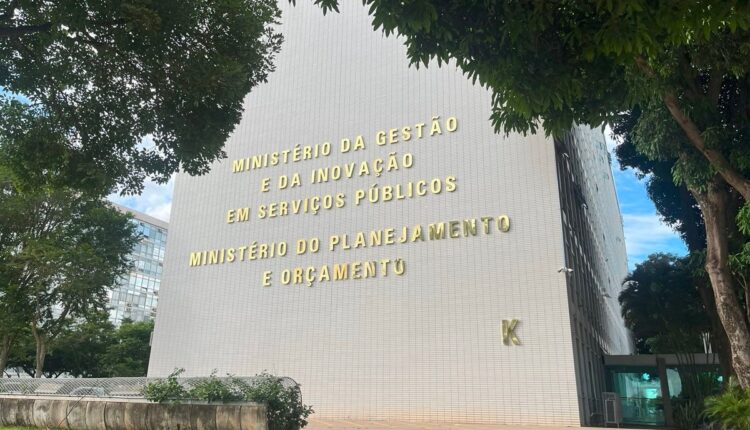 MINISTÉRIO DA GESTÃO
E DA INOVAÇÃO
EM SERVIÇOS PÚBLICOS
MINISTÉRIO DO PLANEJAMENTO
E ORÇAMENTO
K